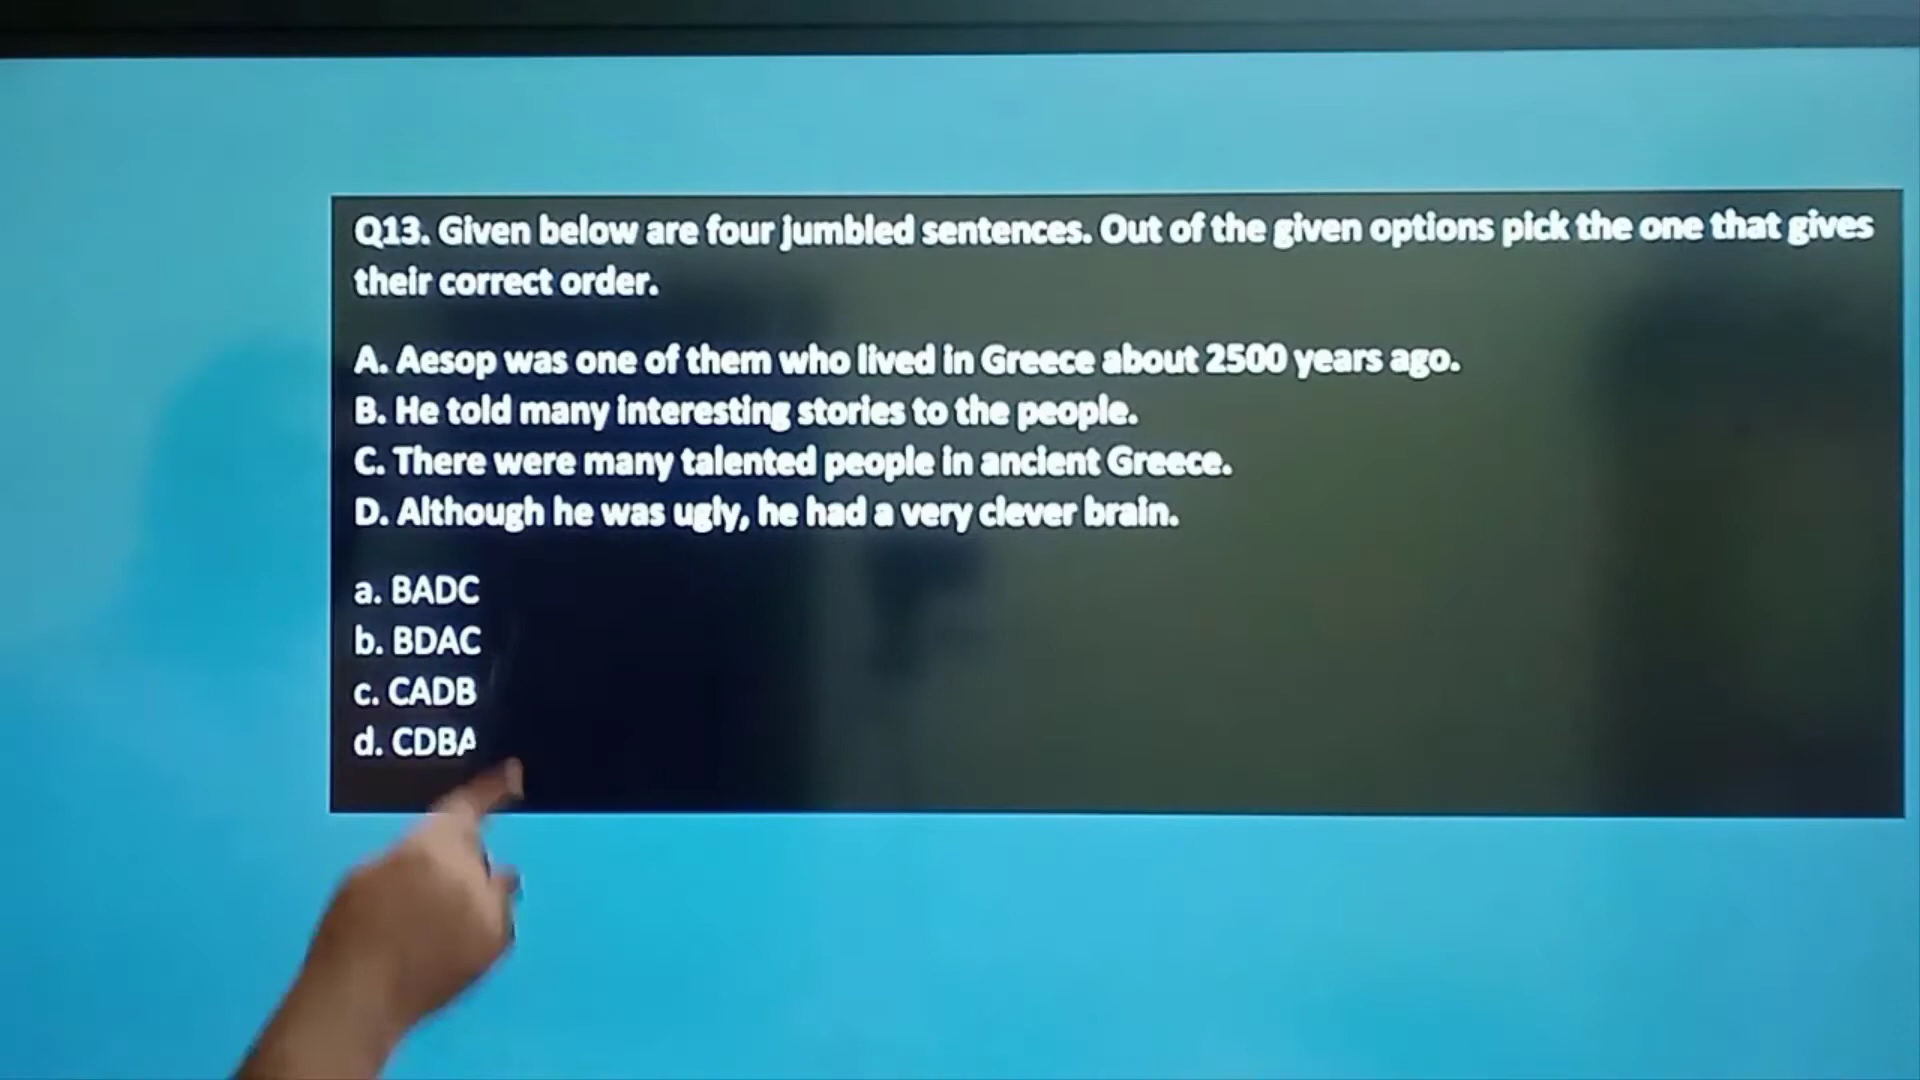 Q13. Given below are four jumbled sentences. Out of the given options pick the one that gives
their correct order.
A. Aesop was one of them who lived in Greece about 2500 years ago.
B. He told many interesting stories to the people.
C. There were many talented people in ancient Greece.
D. Although he was ugly, he had a very clever brain.
a. BADC
b. BDAC
c. CADB
d. CDBA